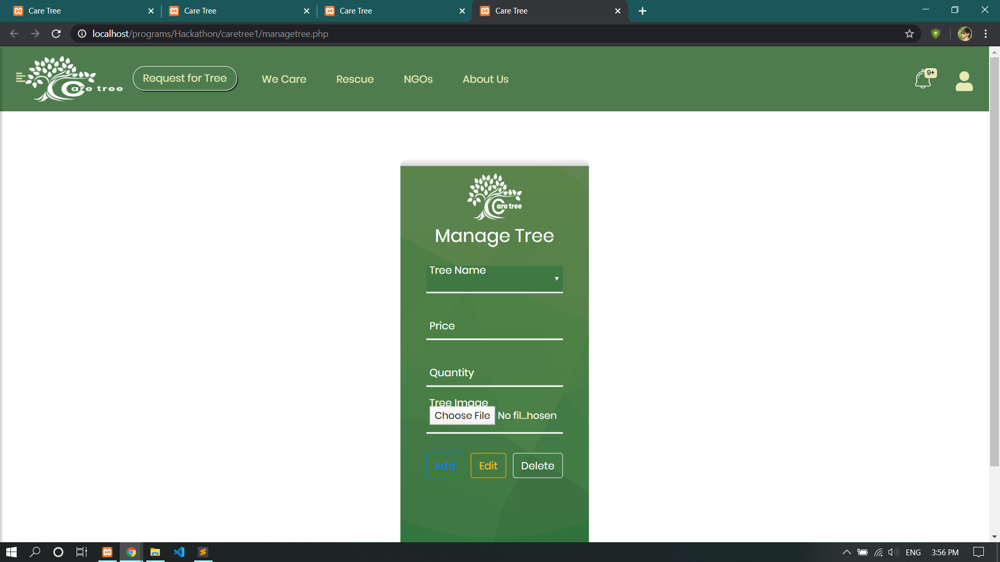 Care Tree
Care Tree
Care Tree
Care Tree
localhost/programs/Hackathon/caretree1/managetree.php
Care tree
Request for Tree
We Care
Rescue
NGOs
About Us
9+
Care tree
Manage Tree
Tree Name
Price
Quantity
Tree Image
Choose File No fil...hosen
Add
Edit
Delete
ENG
3:56 PM